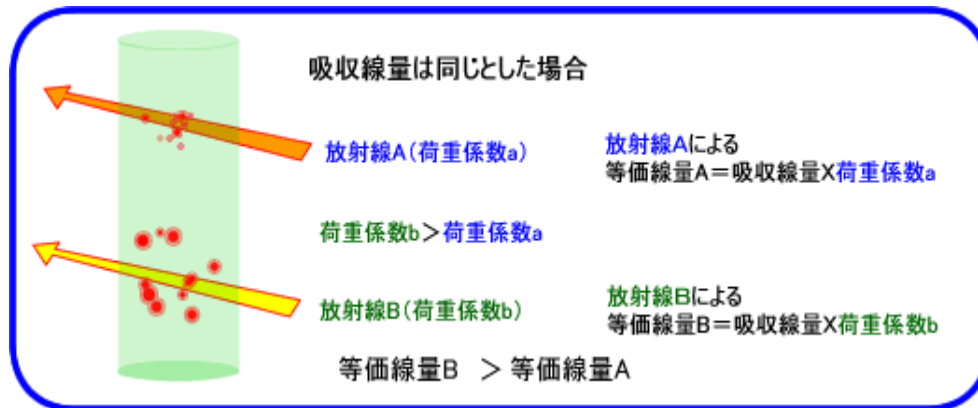 吸収線量は同じとした場合
放射線A(荷重係数a)
放射線Aによる
等価線量A=吸収線量X荷重係数a
荷重係数b>荷重係数a
放射線B(荷重係数b)
放射線Bによる
等価線量B=吸収線量X荷重係数b
等価線量B >等価線量A